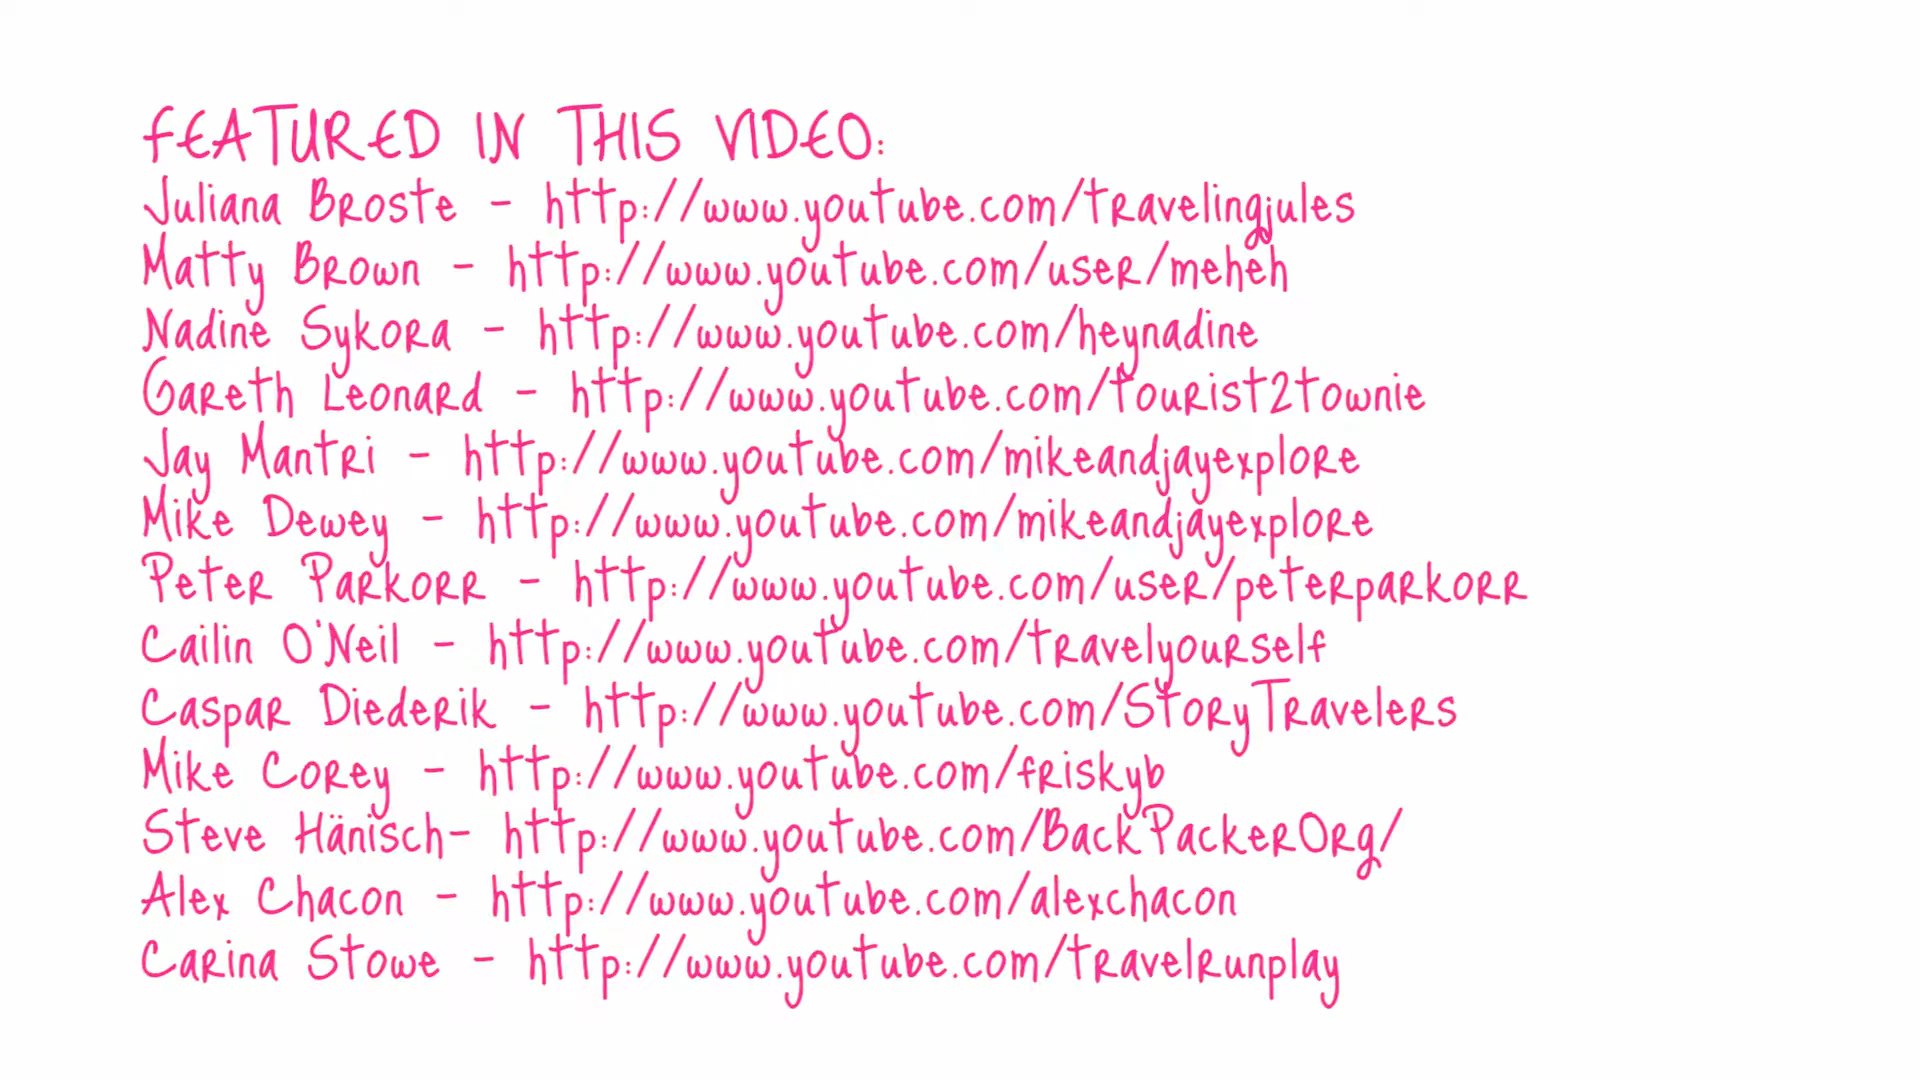 FEATURED IN THIS VIDEO:
Juliana Broste - http://www.youtube.com/travelingjules
Matty Brown - http://www.youtube.com/user/meheh
Nadine Sykora - http://www.youtube.com/heynadine
Gareth Leonard - http://www.youtube.com/tourist2townie
Jay Mantri - http://www.youtube.com/mikeandjayexplore
Mike Dewey - http://www.youtube.com/mikeandjayexplore
Peter Parkorr - http://www.youtube.com/user/peterparkorr
Cailin O'Neil - http://www.youtube.com/travelyourself
Caspar Diederik - http://www.youtube.com/StoryTravelers
Mike Corey - http://www.youtube.com/friskyb
Steve Hänisch- http://www.youtube.com/BackPackerOrg/
Alex Chacon - http://www.youtube.com/alexchacon
Carina Stowe - http://www.youtube.com/travelrunplay